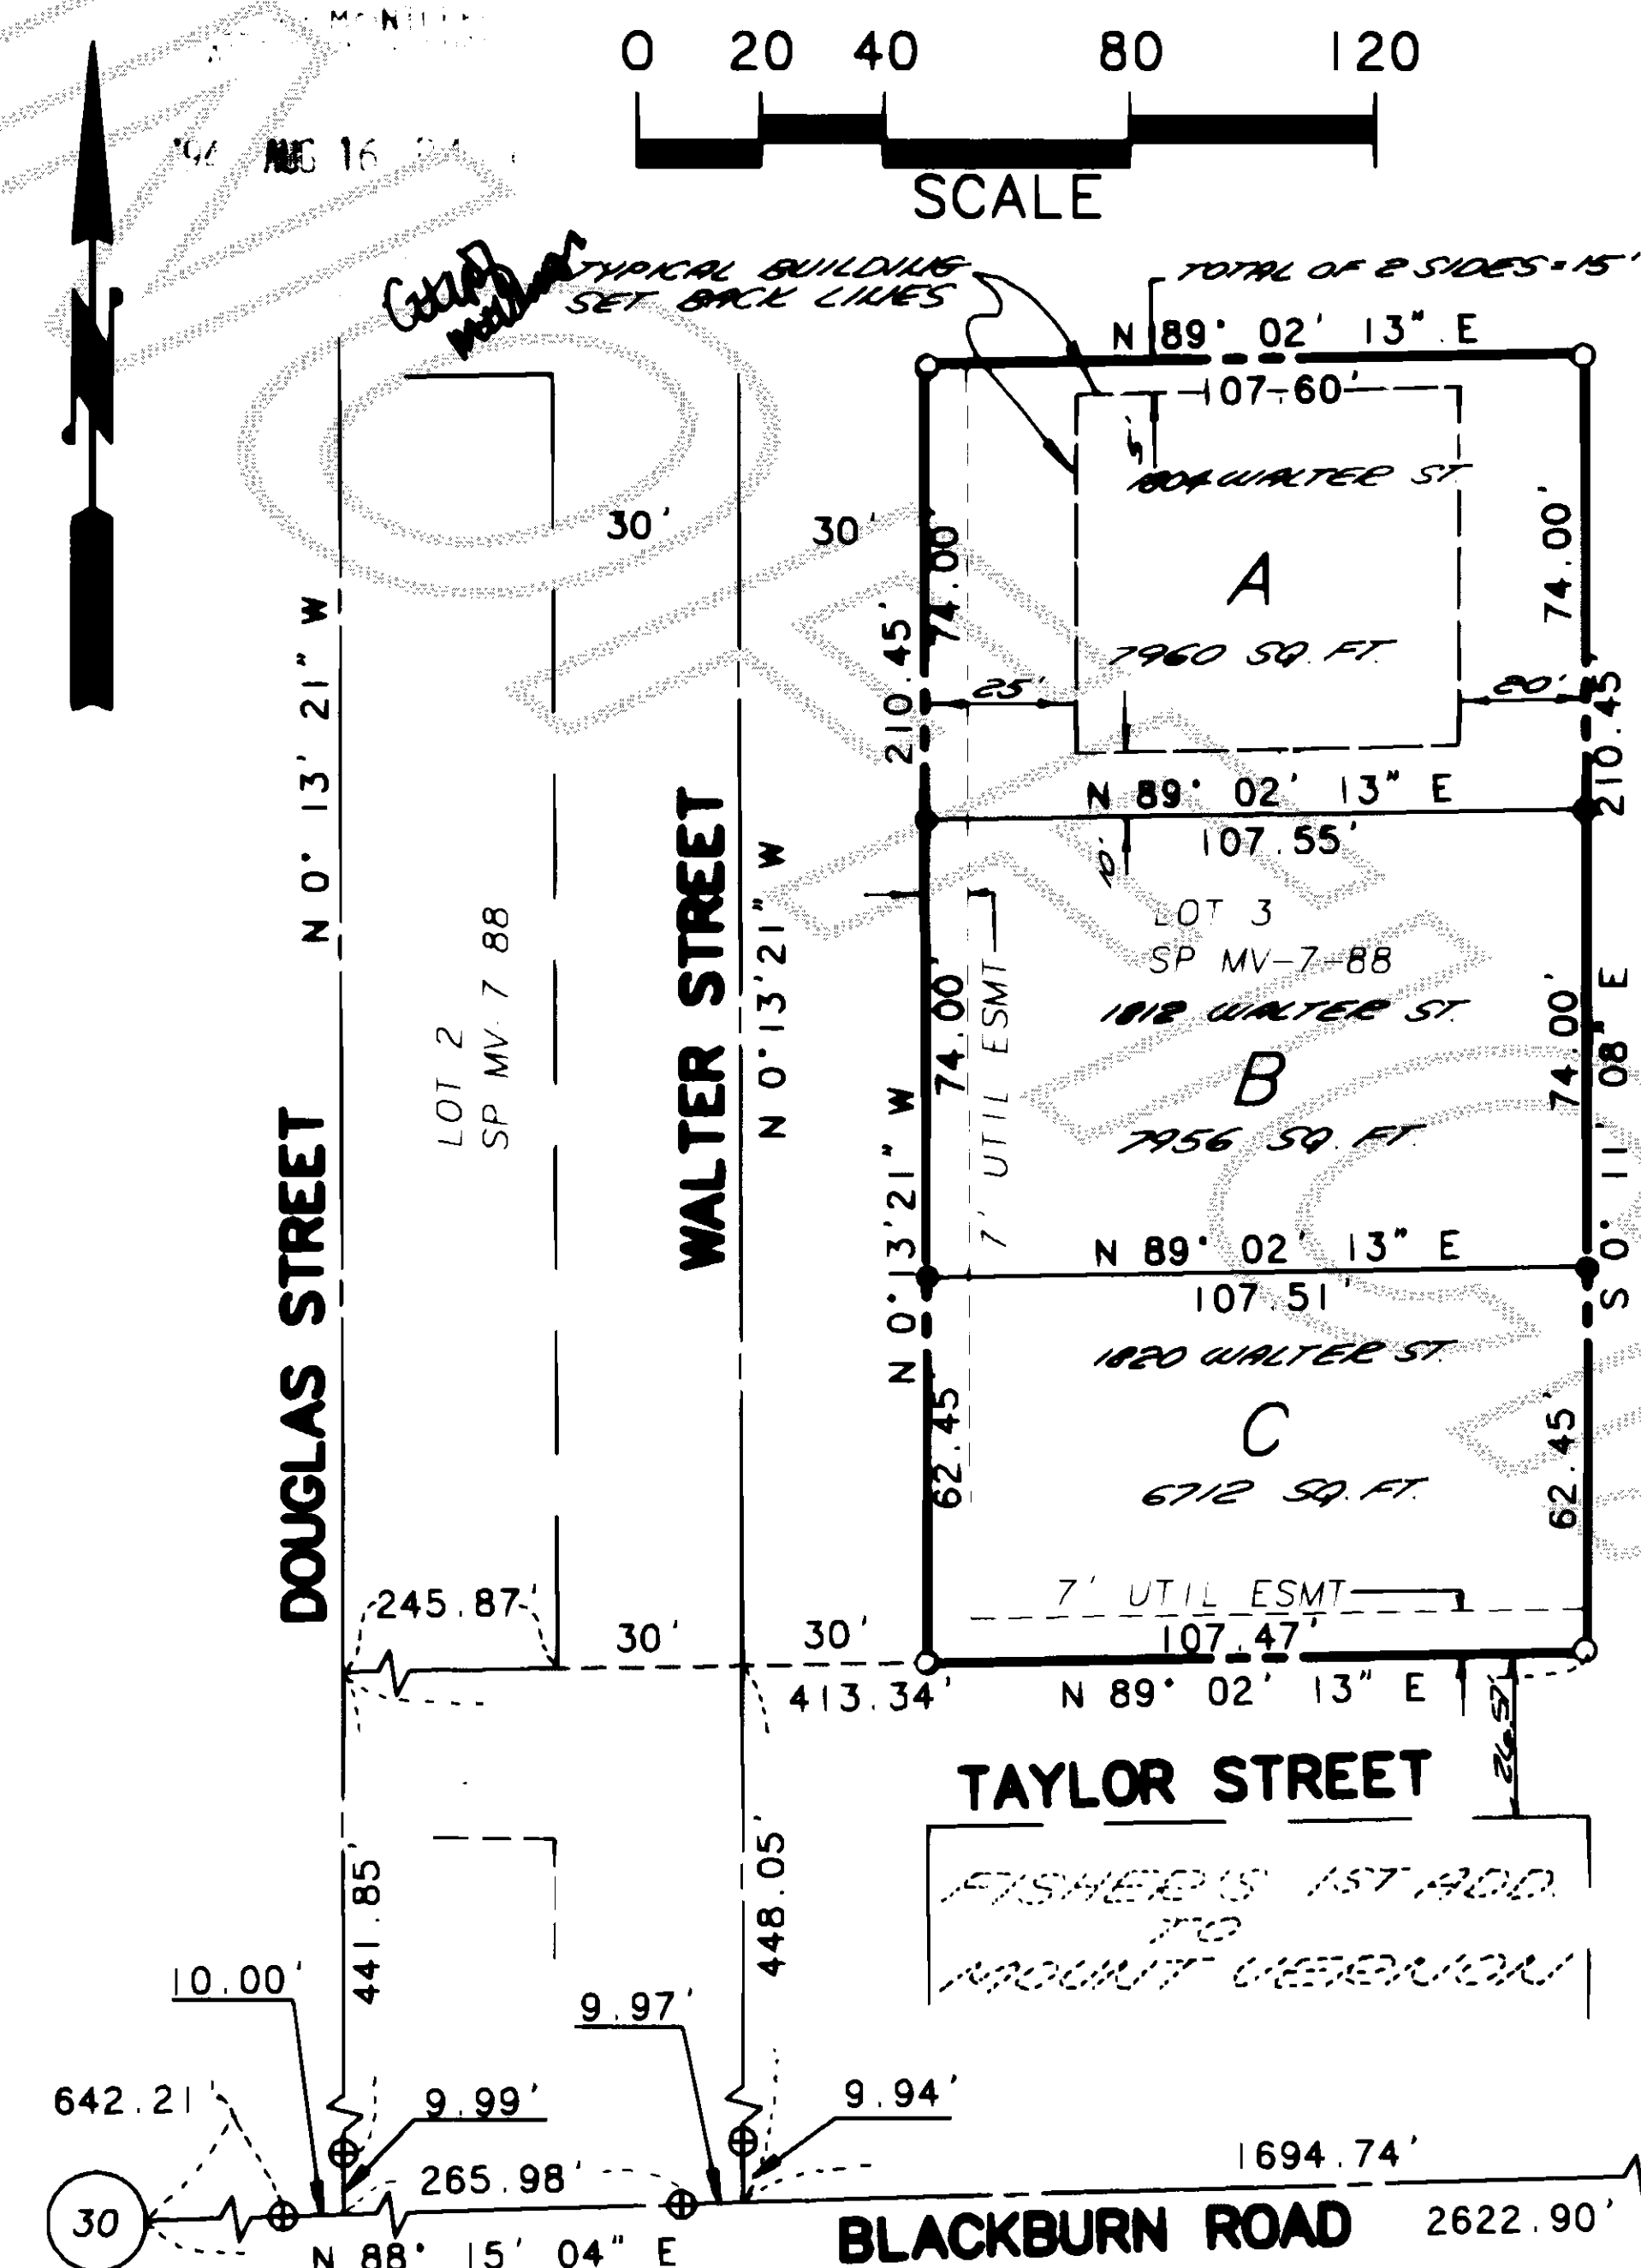 0 20 40 80 120
AUG 16
SCALE
TYPICAL BUILDING
SET BACK LINES
TOTAL OF 2 SIDES = 15'
N 89° 02' 13" E
107.60'
1804 WALTER ST.
30'
30'
74.00'
74.00'
A
7960 SQ. FT.
25'
20'
210.45'
210.45'
N 0° 13' 21" W
N 89° 02' 13" E
107.55'
LOT 3
SP MV-7-88
1812 WALTER ST.
B
7956 SQ. FT.
74.00'
74.00'
7' UTIL ESMT
LOT 2
SP MV 7 88
WALTER STREET
N 0° 13' 21" W
N 0° 13' 21" W
S 0° 11' 08" E
DOUGLAS STREET
N 89° 02' 13" E
107.51'
1820 WALTER ST.
C
6712 SQ. FT.
62.45'
62.45'
7' UTIL ESMT
107.47'
245.87'
30'
30'
413.34'
N 89° 02' 13" E
26.5'
TAYLOR STREET
FISHER'S 1ST ADD.
TO
MOUNT VERNON
441.85'
448.05'
10.00'
9.97'
642.21'
9.99'
9.94'
265.98'
1694.74'
30
N 88° 15' 04" E
BLACKBURN ROAD
2622.90'